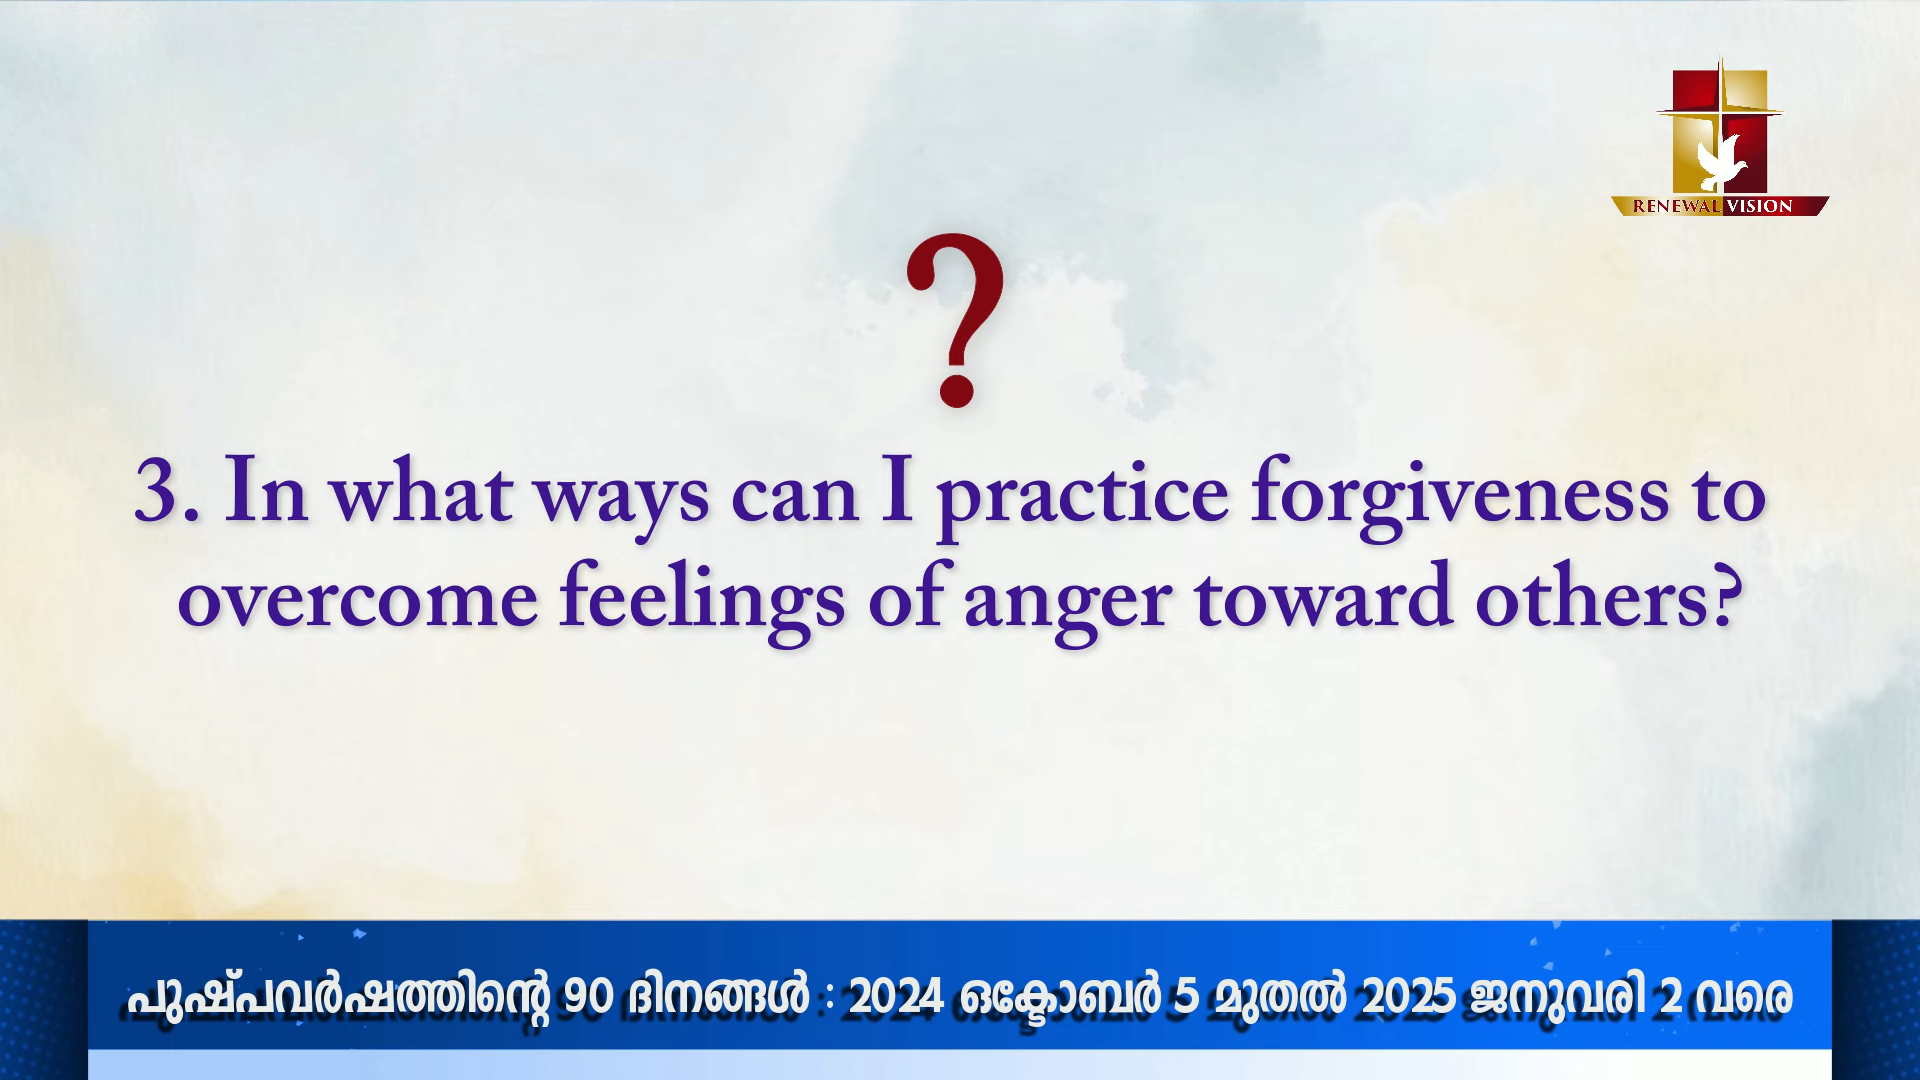 RENEWAL VISION
?
3. In what ways can I practice forgiveness to
overcome feelings of anger toward others?
പുഷ്പവർഷത്തിന്റെ 90 ദിനങ്ങൾ : 2024 ഒക്ടോബർ 5 മുതൽ 2025 ജനുവരി 2 വരെ